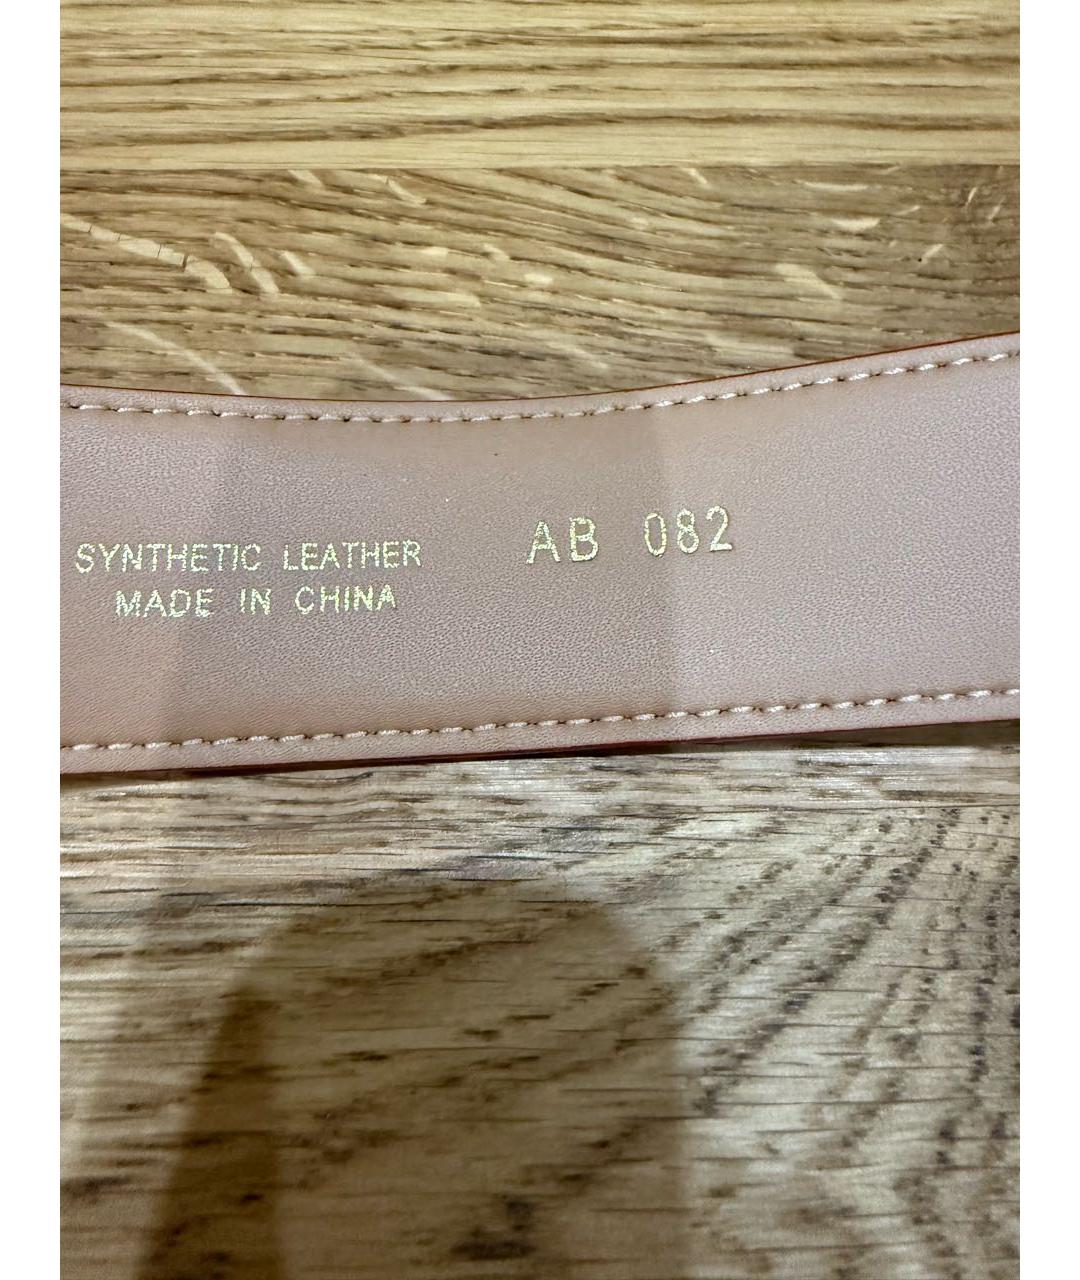 SYNTHETIC LEATHER
MADE IN CHINA
AB 082